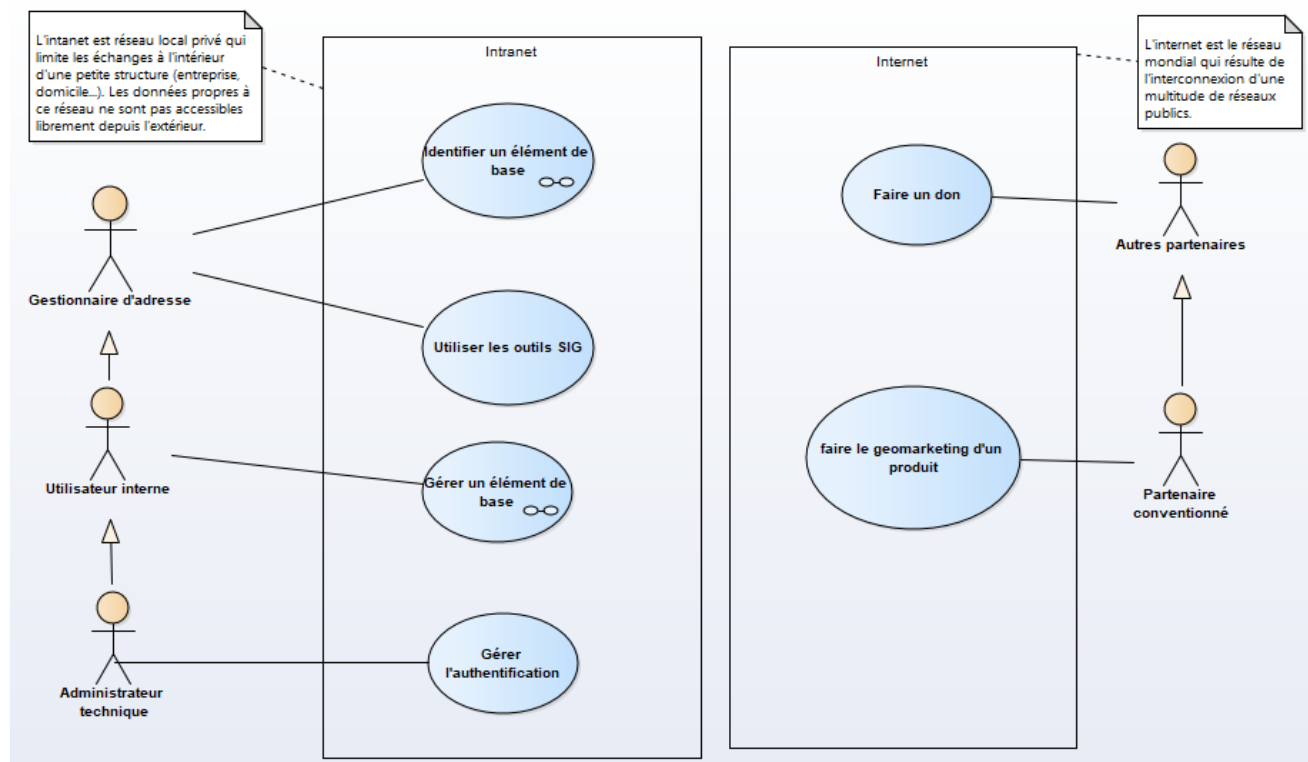 L'intanet est réseau local privé qui
limite les échanges à l'intérieur
d'une petite structure (entreprise,
domicile...). Les données propres à
ce réseau ne sont pas accessibles
librement depuis l'extérieur.
Intranet
Internet
L'internet est le réseau
mondial qui résulte de
l'interconnexion d'une
multitude de réseaux
publics.
Identifier un élément de
base
Faire un don
Autres partenaires
Gestionnaire d'adresse
Utiliser les outils SIG
faire le geomarketing d'un
produit
Utilisateur interne
Gérer un élément de
base
Partenaire
conventionné
Gérer
l'authentification
Administrateur
technique